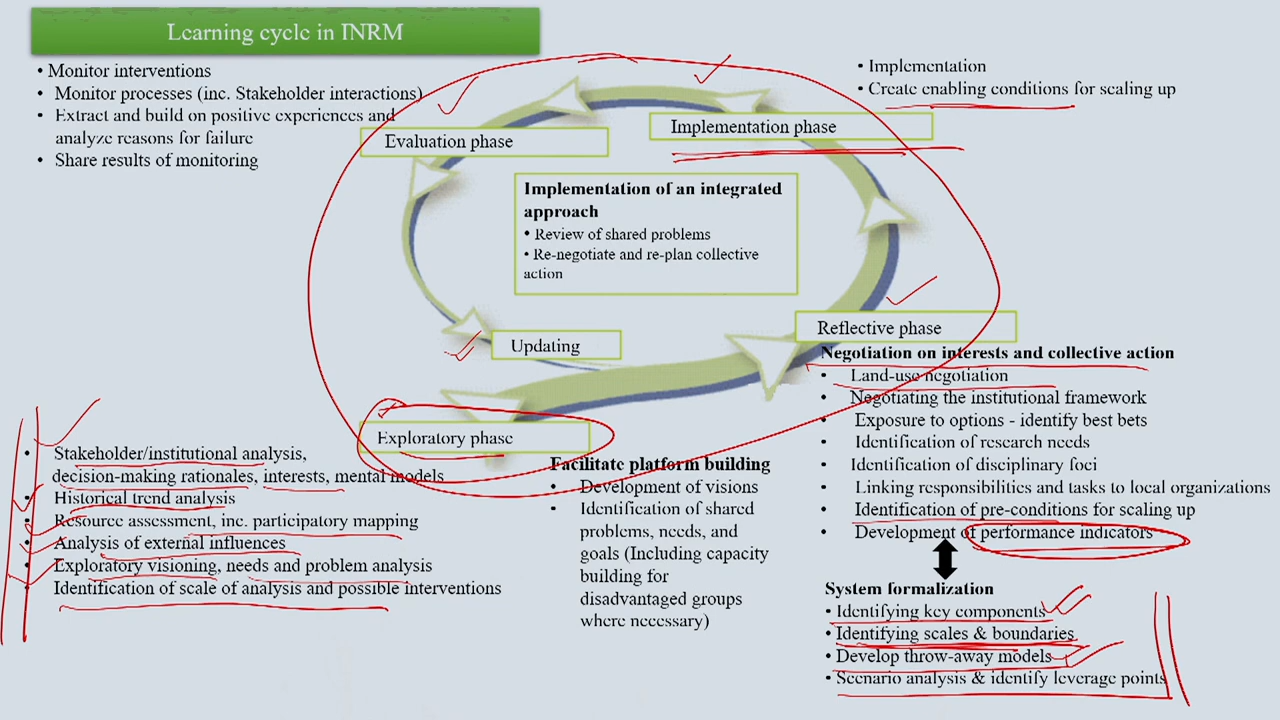 Learning cycle in INRM
• Monitor interventions
• Monitor processes (inc. Stakeholder interactions)
• Extract and build on positive experiences and
analyze reasons for failure
• Share results of monitoring
• Implementation
• Create enabling conditions for scaling up
Evaluation phase
Implementation phase
Implementation of an integrated
approach
• Review of shared problems
• Re-negotiate and re-plan collective
action
Updating
Reflective phase
Negotiation on interests and collective action
• Land-use negotiation
• Negotiating the institutional framework
• Exposure to options - identify best bets
• Identification of research needs
• Identification of disciplinary foci
• Linking responsibilities and tasks to local organizations
• Identification of pre-conditions for scaling up
• Development of performance indicators
Exploratory phase
• Stakeholder/institutional analysis,
decision-making rationales, interests, mental models
• Historical trend analysis
• Resource assessment, inc. participatory mapping
• Analysis of external influences
• Exploratory visioning, needs and problem analysis
• Identification of scale of analysis and possible interventions
Facilitate platform building
• Development of visions
• Identification of shared
problems, needs, and
goals (Including capacity
building for
disadvantaged groups
where necessary)
System formalization
• Identifying key components
• Identifying scales & boundaries
• Develop throw-away models
• Scenario analysis & identify leverage points